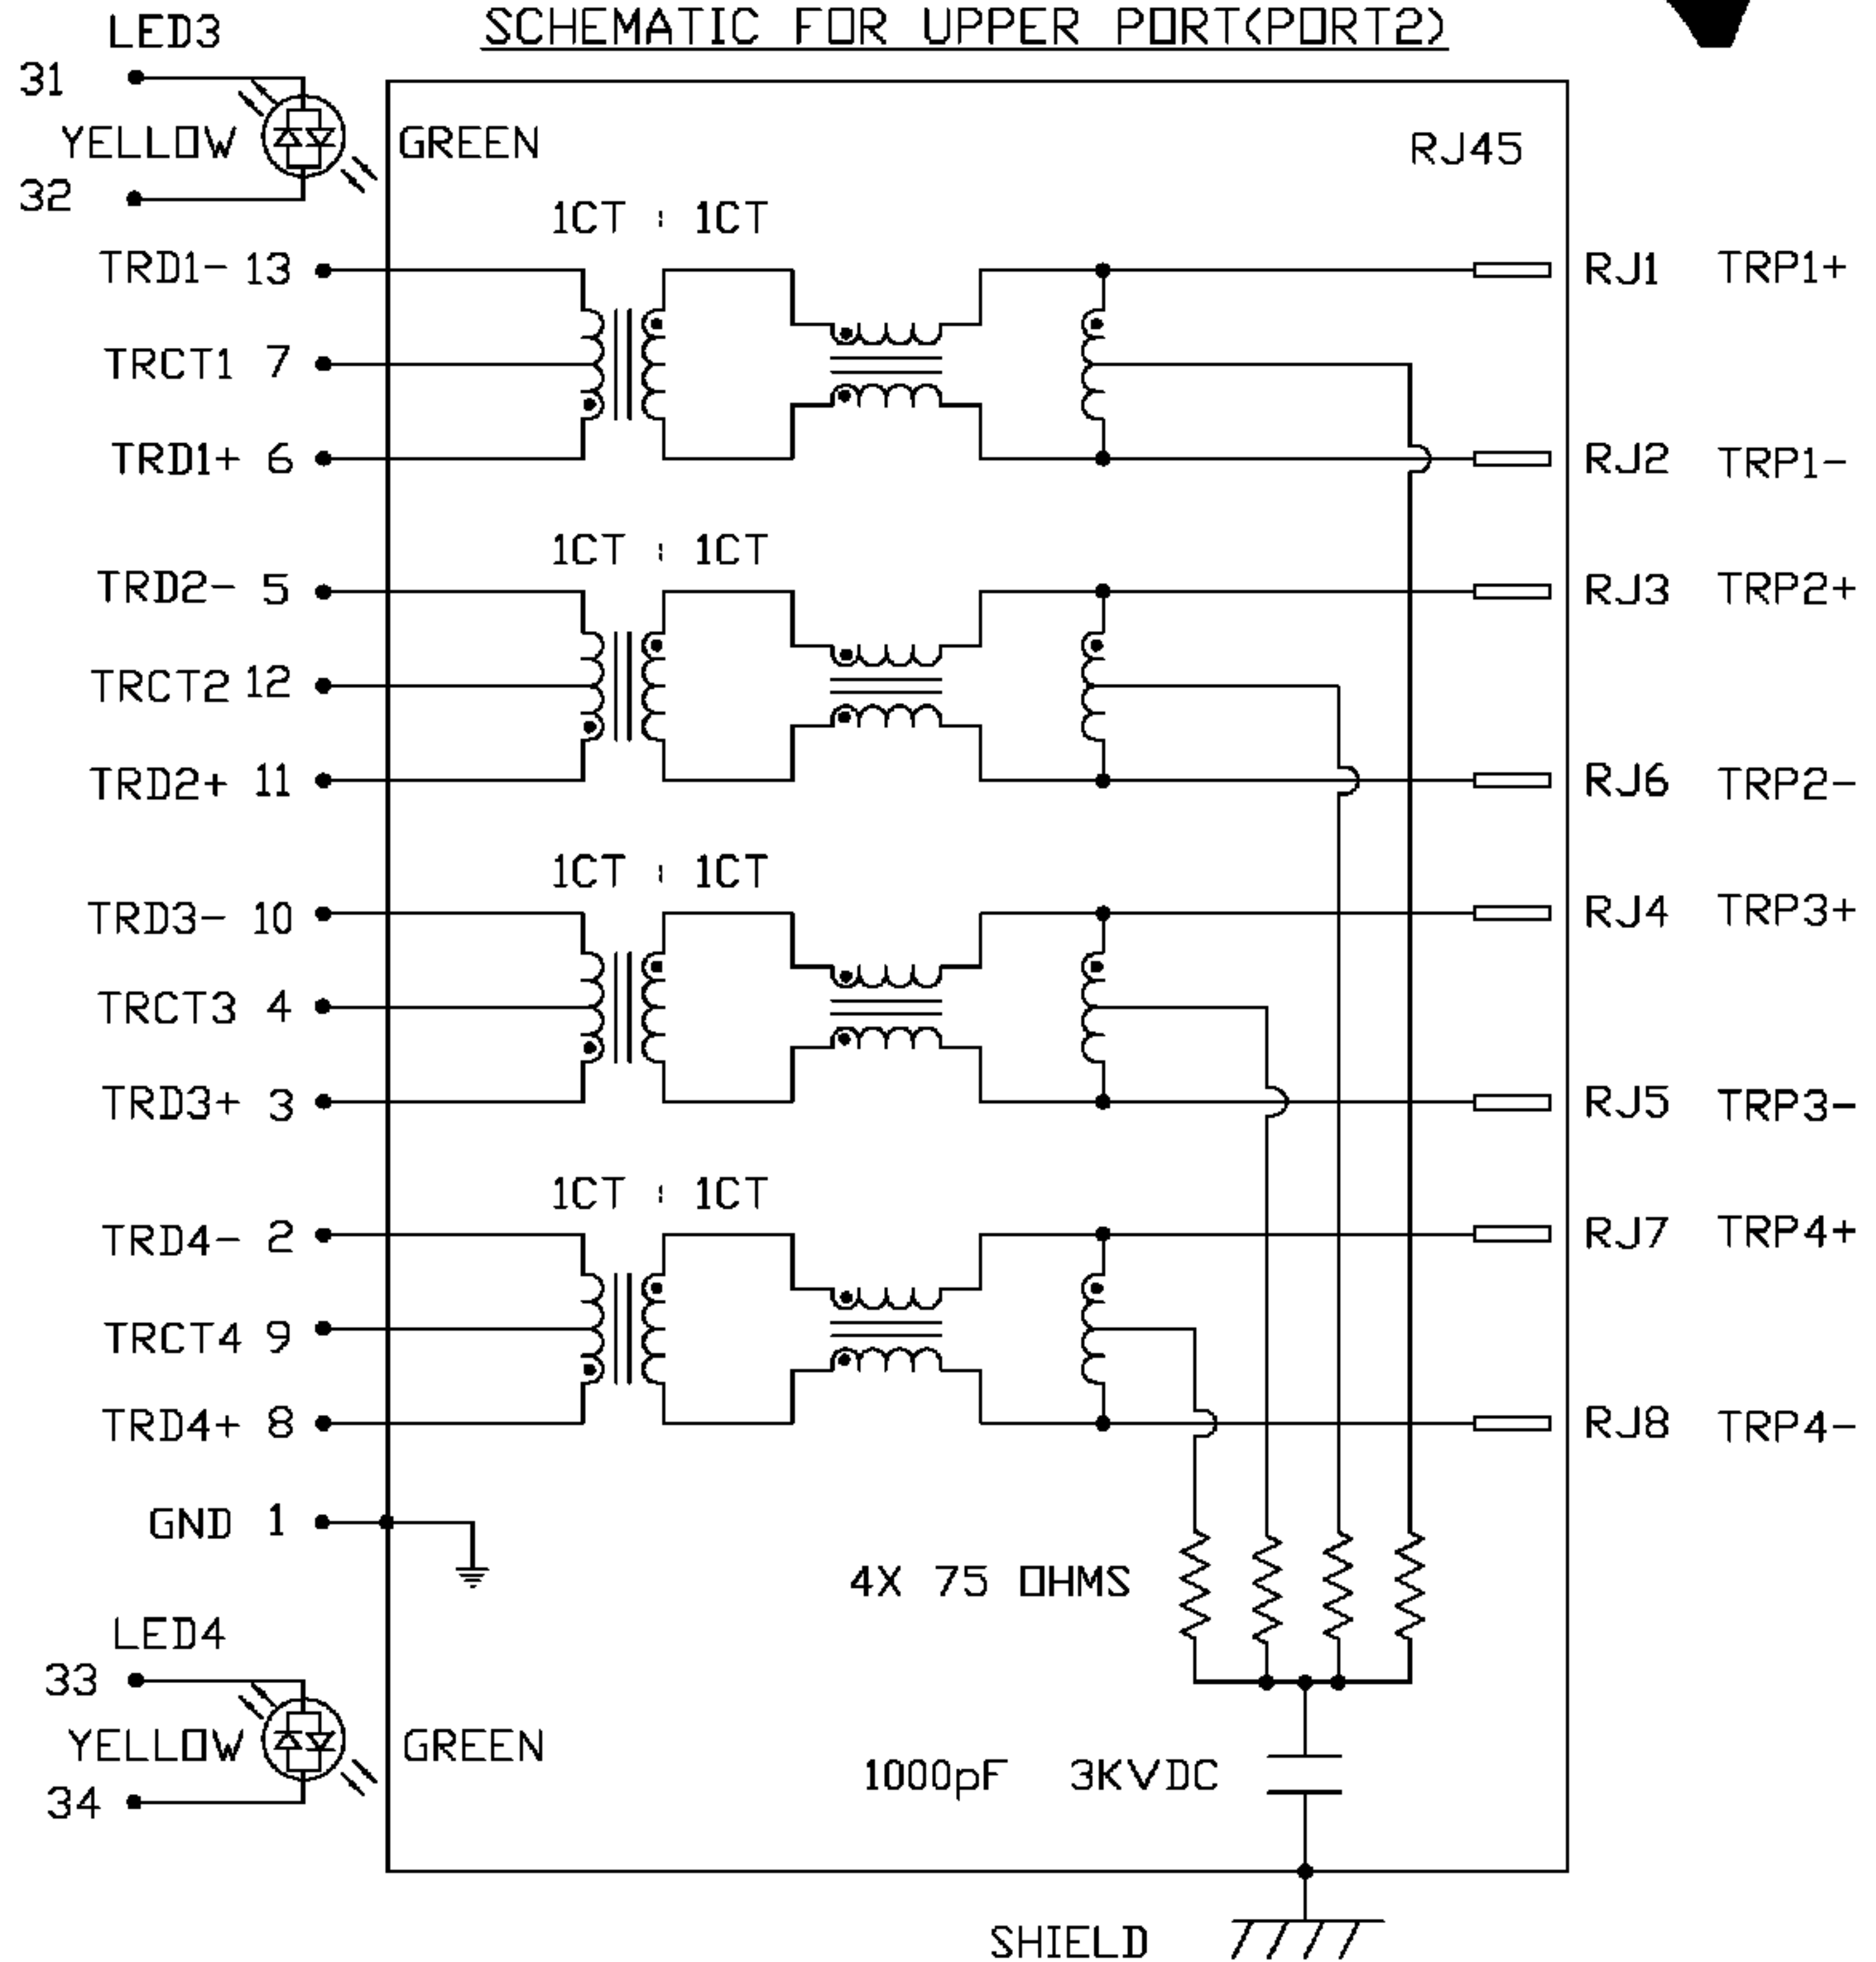 SCHEMATIC FOR UPPER PORT(PORT2)
LED3
31
YELLOW
GREEN
32
RJ45
1CT : 1CT
TRD1- 13
RJ1 TRP1+
TRCT1 7
TRD1+ 6
RJ2 TRP1-
1CT : 1CT
TRD2- 5
RJ3 TRP2+
TRCT2 12
TRD2+ 11
RJ6 TRP2-
1CT : 1CT
TRD3- 10
RJ4 TRP3+
TRCT3 4
TRD3+ 3
RJ5 TRP3-
1CT : 1CT
TRD4- 2
RJ7 TRP4+
TRCT4 9
TRD4+ 8
RJ8 TRP4-
GND 1
4X 75 OHMS
LED4
33
YELLOW
GREEN
34
1000pF 3KVDC
SHIELD